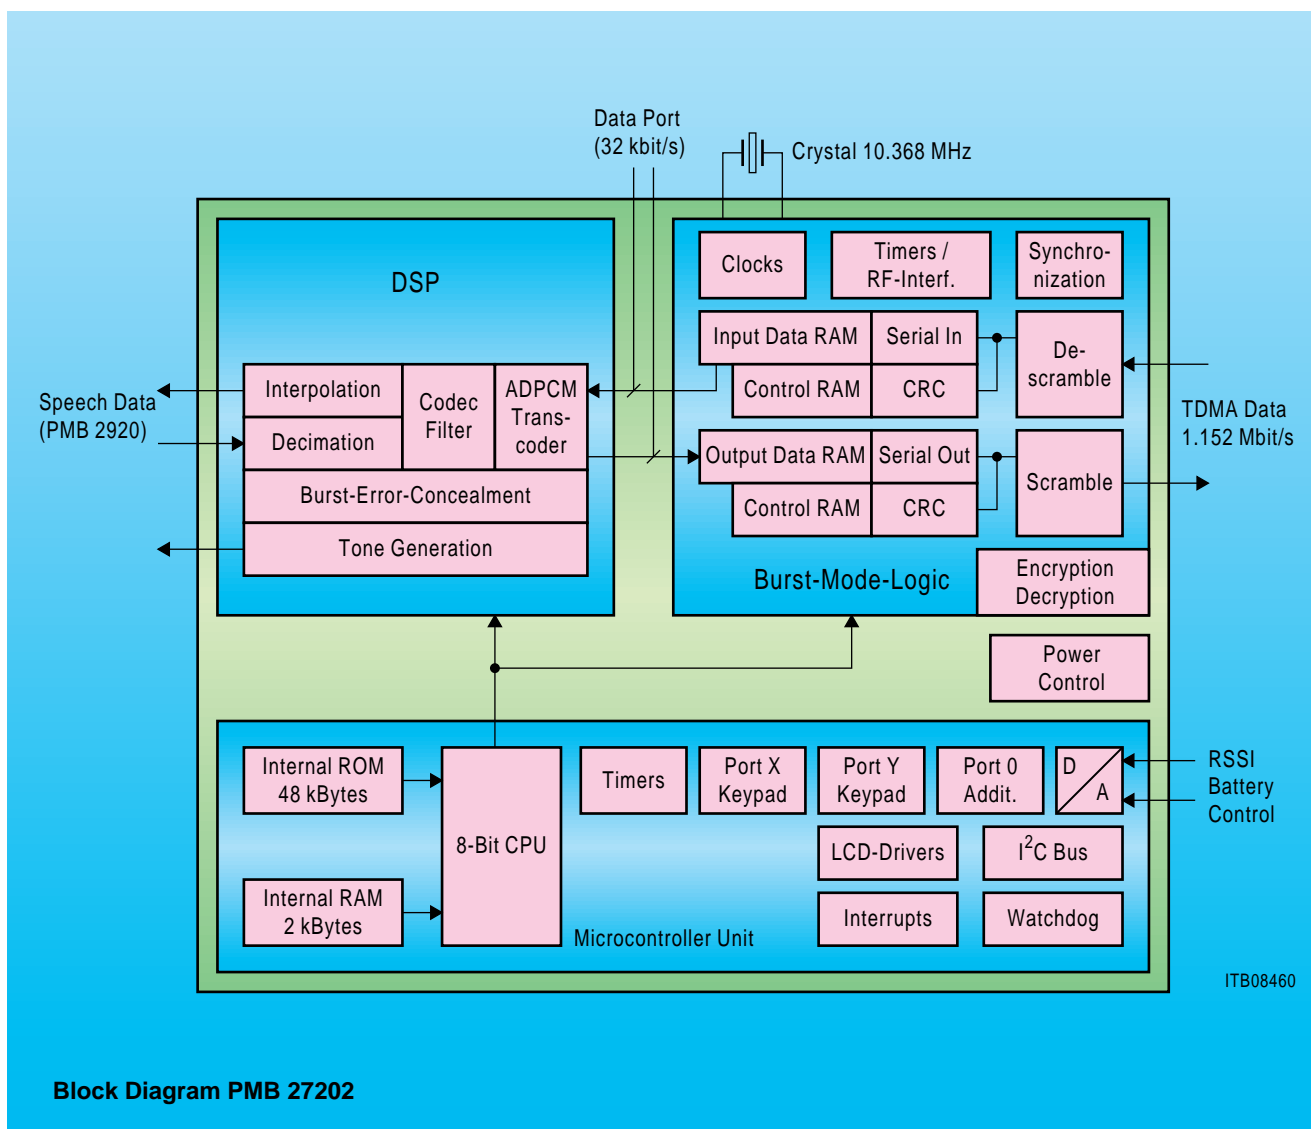 Data Port
(32 kbit/s)
Crystal 10.368 MHz
DSP
Clocks
Timers /
RF-Interf.
Synchro-
nization
Input Data RAM
Serial In
De-
scramble
Control RAM
CRC
Interpolation
Codec
Filter
ADPCM
Trans-
coder
Decimation
Speech Data
(PMB 2920)
TDMA Data
1.152 Mbit/s
Output Data RAM
Serial Out
Scramble
Control RAM
CRC
Burst-Error-Concealment
Tone Generation
Burst-Mode-Logic
Encryption
Decryption
Power
Control
Internal ROM
48 kBytes
8-Bit CPU
Internal RAM
2 kBytes
Timers
Port X
Keypad
Port Y
Keypad
Port 0
Addit.
D
A
RSSI
Battery
Control
LCD-Drivers
I²C Bus
Interrupts
Watchdog
Microcontroller Unit
ITB08460
Block Diagram PMB 27202